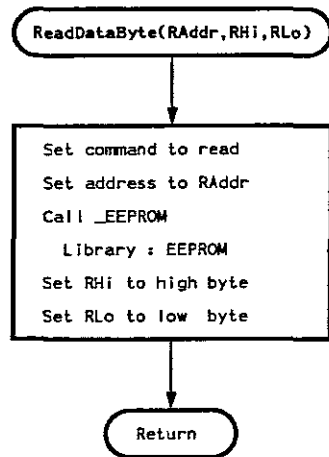 ReadDataByte(RAddr,RHi,RLo)
Set command to read
Set address to RAddr
Call _EEPROM
Library : EEPROM
Set RHi to high byte
Set RLo to low byte
Return